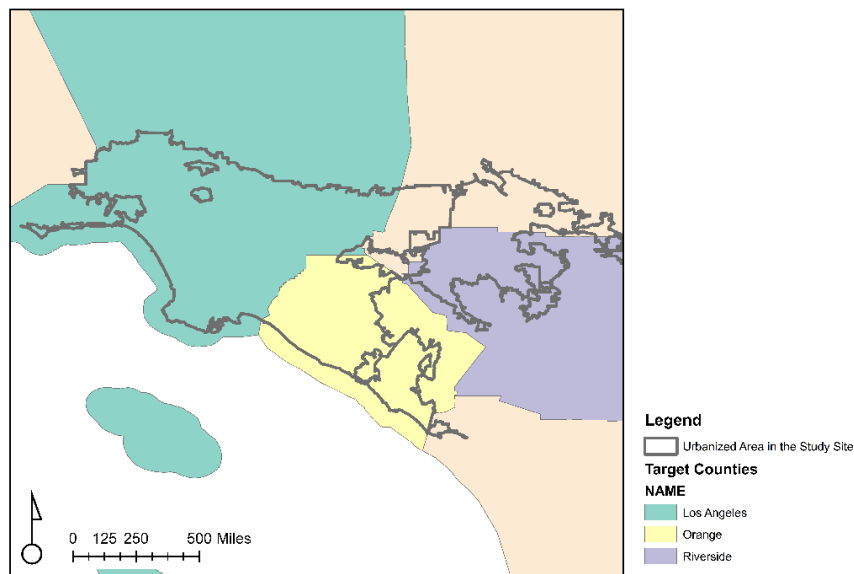 Legend
Urbanized Area in the Study Site
Target Counties
NAME
Los Angeles
Orange
Riverside
0 125 250 500 Miles